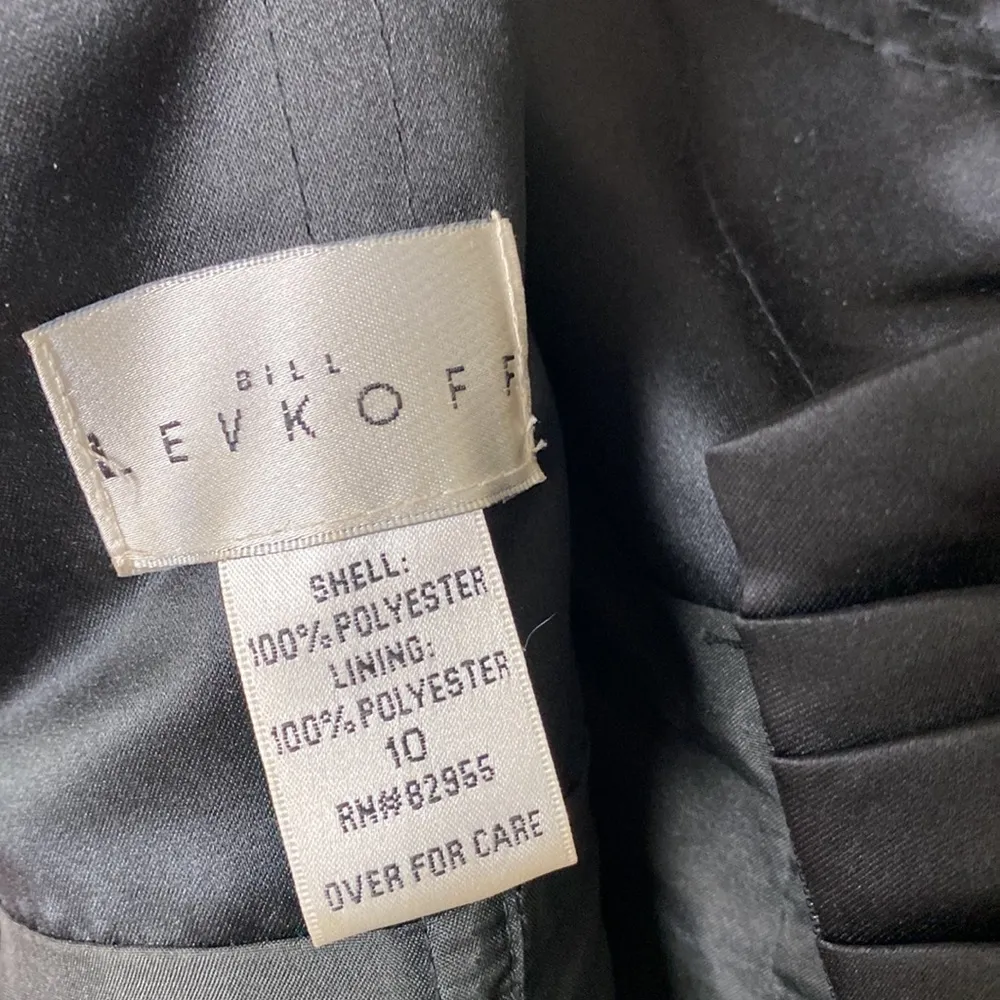 BILL
LEVKOFF
SHELL:
100% POLYESTER
LINING:
100% POLYESTER
10
RN#82955
OVER FOR CARE